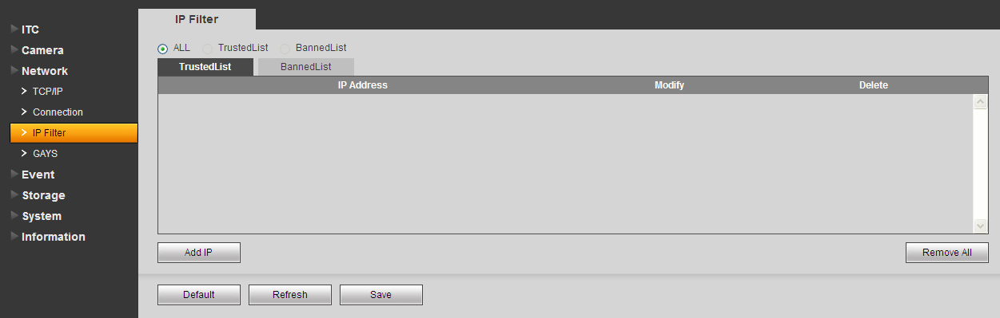 IP Filter
ITC
Camera
Network
TCP/IP
Connection
IP Filter
GAYS
Event
Storage
System
Information
ALL TrustedList BannedList
TrustedList BannedList
IP Address Modify Delete
Add IP Remove All
Default Refresh Save